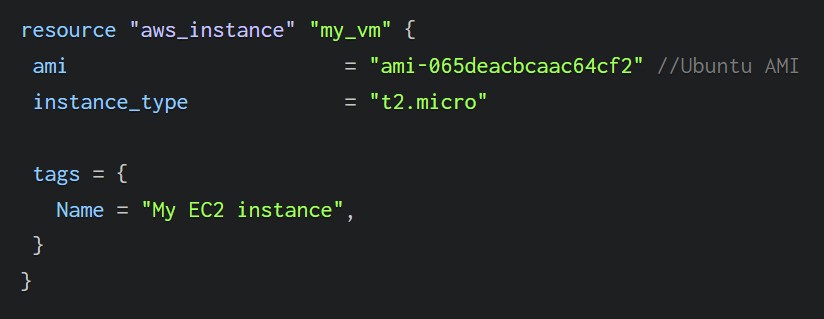 resource "aws_instance" "my_vm" {
 ami                       = "ami-065deacbcaac64cf2" //Ubuntu AMI
 instance_type             = "t2.micro"

 tags = {
   Name = "My EC2 instance",
 }
}